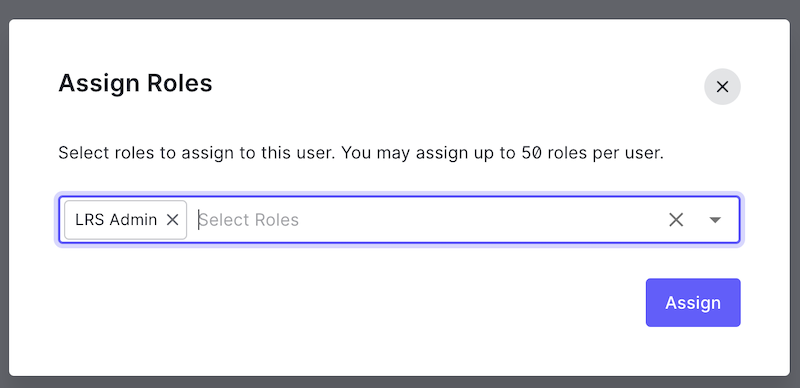 Assign Roles
Select roles to assign to this user. You may assign up to 50 roles per user.
LRS Admin Select Roles
Assign